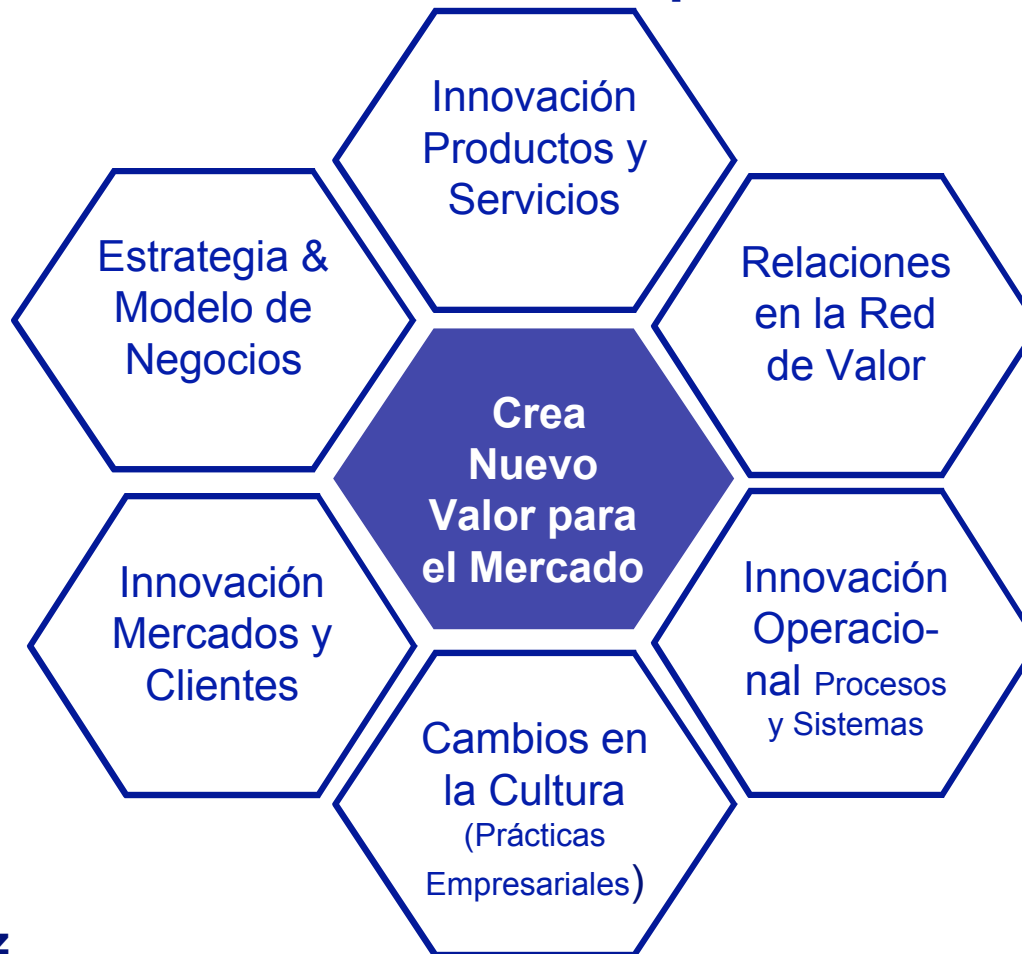 Innovación
Productos y
Servicios
Estrategia &
Modelo de
Negocios
Relaciones
en la Red
de Valor
Crea
Nuevo
Valor para
el Mercado
Innovación
Mercados y
Clientes
Innovación
Operacio-
nal Procesos
y Sistemas
Cambios en
la Cultura
(Prácticas
Empresariales)
z